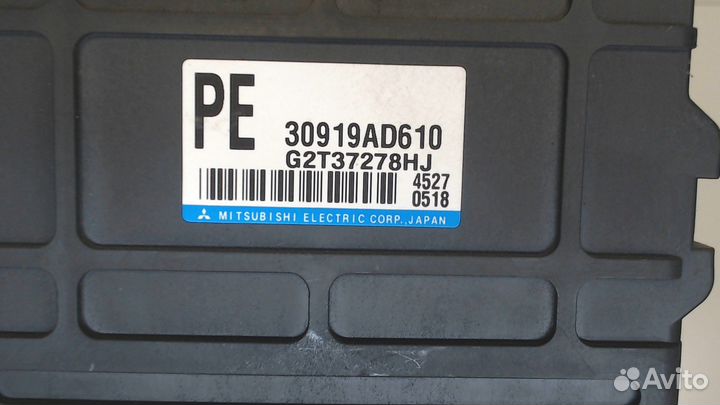 PE
30919AD610
G2T37278HJ
4527
0518
MITSUBISHI ELECTRIC CORP.,JAPAN
Avito